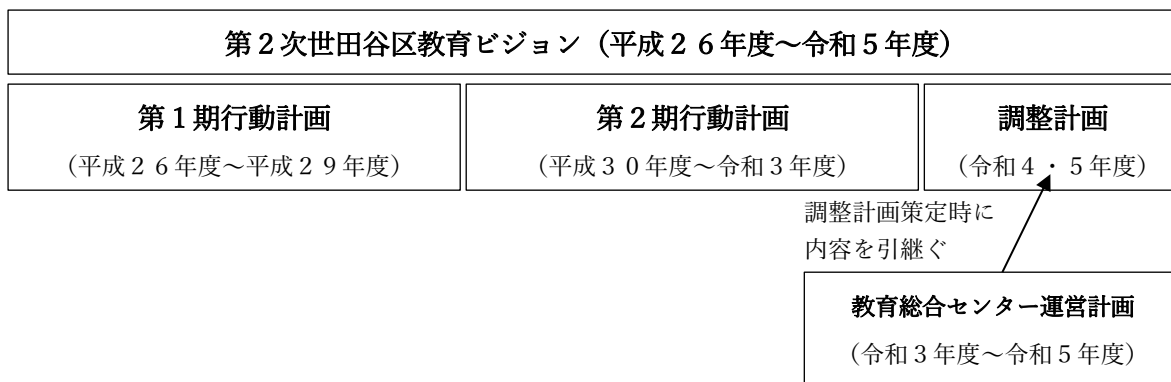 第２次世田谷区教育ビジョン（平成２６年度～令和５年度）
第１期行動計画
（平成２６年度～平成２９年度）
第２期行動計画
（平成３０年度～令和３年度）
調整計画
（令和４・５年度）
調整計画策定時に
内容を引継ぐ
教育総合センター運営計画
（令和３年度～令和５年度）